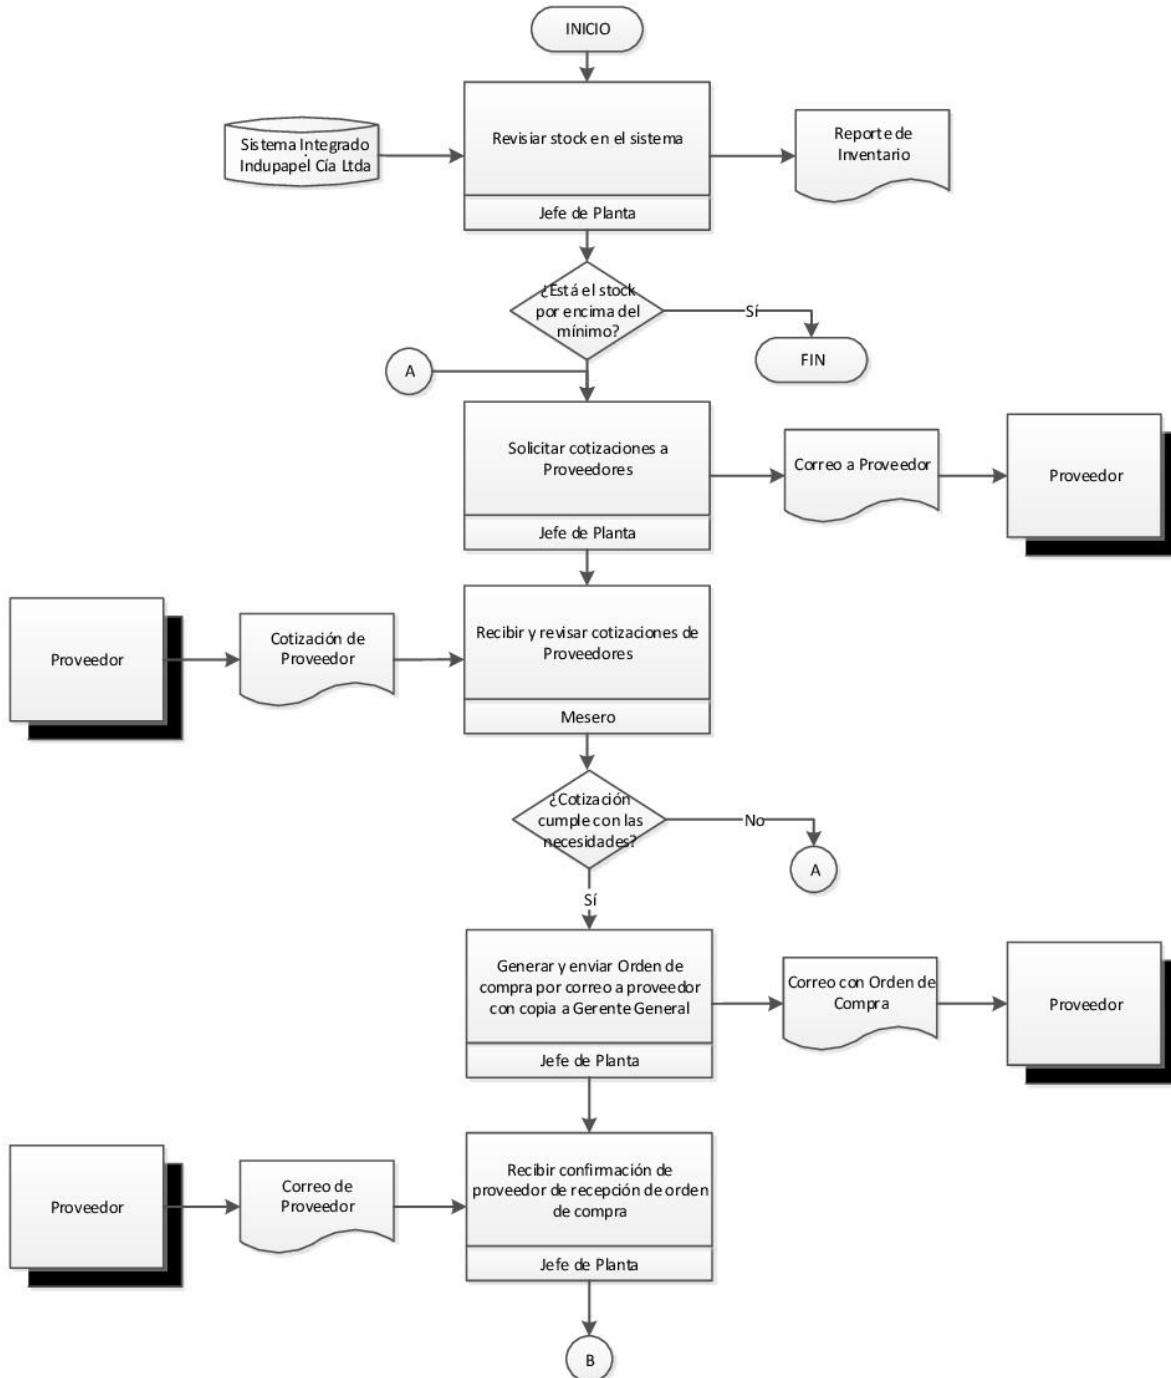 INICIO
Sistema Integrado
Indupapel Cía Ltda
Revisiar stock en el sistema
Jefe de Planta
Reporte de
Inventario
¿Está el stock
por encima del
mínimo?
Sí
FIN
A
Solicitar cotizaciones a
Proveedores
Jefe de Planta
Correo a Proveedor
Proveedor
Proveedor
Cotización de
Proveedor
Recibir y revisar cotizaciones de
Proveedores
Mesero
¿Cotización
cumple con las
necesidades?
No
A
Sí
Generar y enviar Orden de
compra por correo a proveedor
con copia a Gerente General
Jefe de Planta
Correo con Orden de
Compra
Proveedor
Proveedor
Correo de
Proveedor
Recibir confirmación de
proveedor de recepción de orden
de compra
Jefe de Planta
B